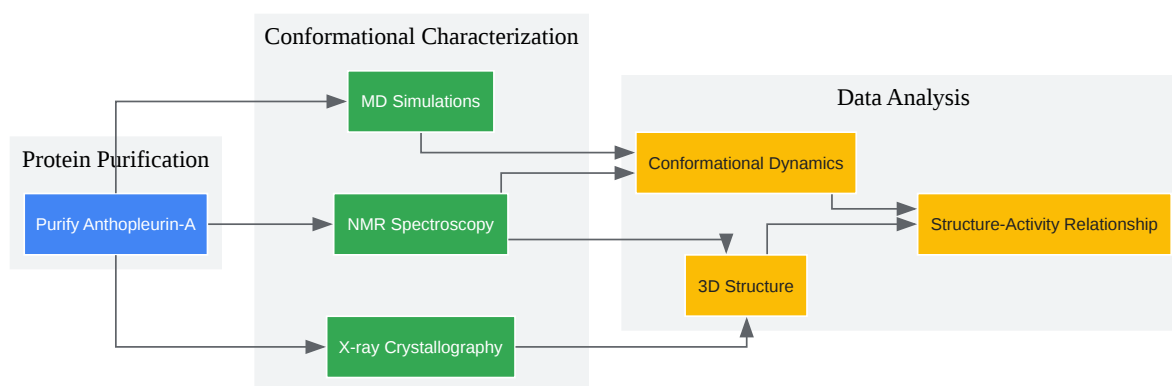 Protein Purification
Purify Anthopleurin-A
Conformational Characterization
MD Simulations
NMR Spectroscopy
X-ray Crystallography
Data Analysis
Conformational Dynamics
3D Structure
Structure-Activity Relationship